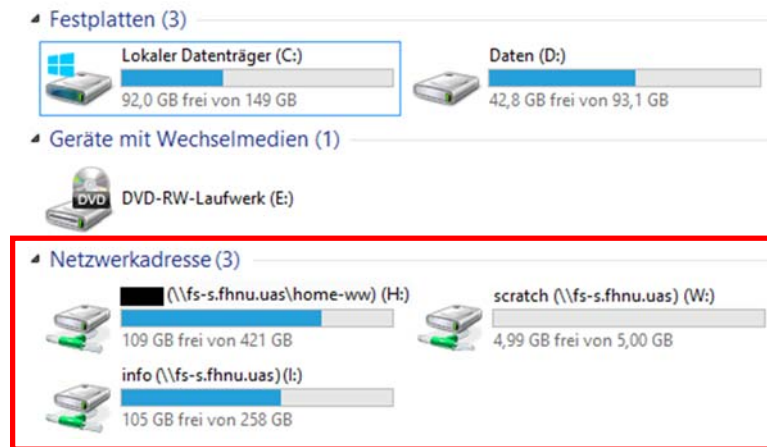 Festplatten (3)
Lokaler Datenträger (C:)
92,0 GB frei von 149 GB
Daten (D:)
42,8 GB frei von 93,1 GB
Geräte mit Wechselmedien (1)
DVD
DVD-RW-Laufwerk (E:)
Netzwerkadresse (3)
(\\fs-s.fhnu.uas\home-ww) (H:)
109 GB frei von 421 GB
scratch (\\fs-s.fhnu.uas) (W:)
4,99 GB frei von 5,00 GB
info (\\fs-s.fhnu.uas) (I:)
105 GB frei von 258 GB